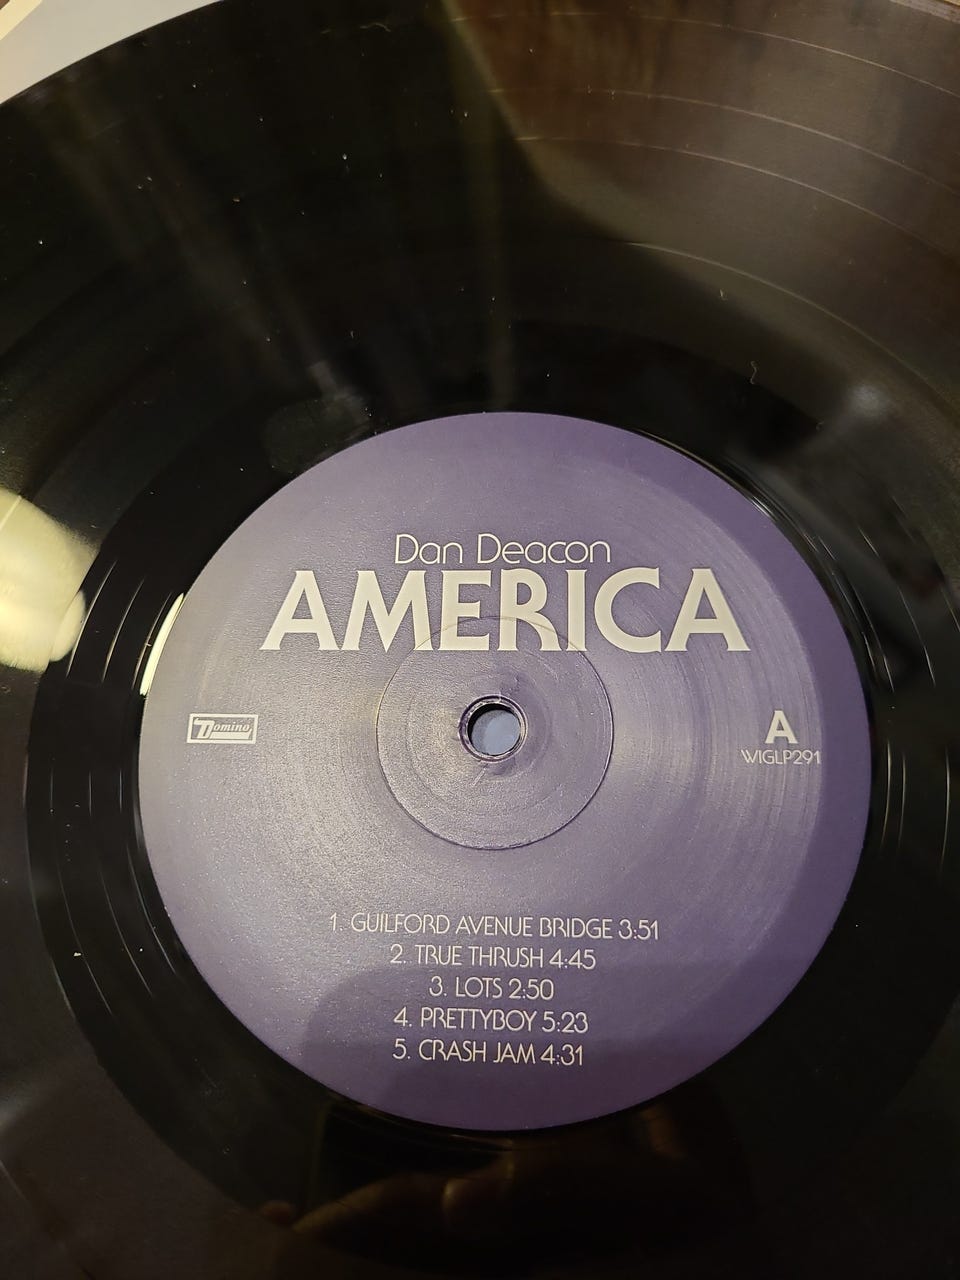 Dan Deacon
AMERICA
Domino
A
WIGLP291
1. GUILFORD AVENUE BRIDGE 3:51
2. TRUE THRUSH 4:45
3. LOTS 2:50
4. PRETTYBOY 5:23
5. CRASH JAM 4:31